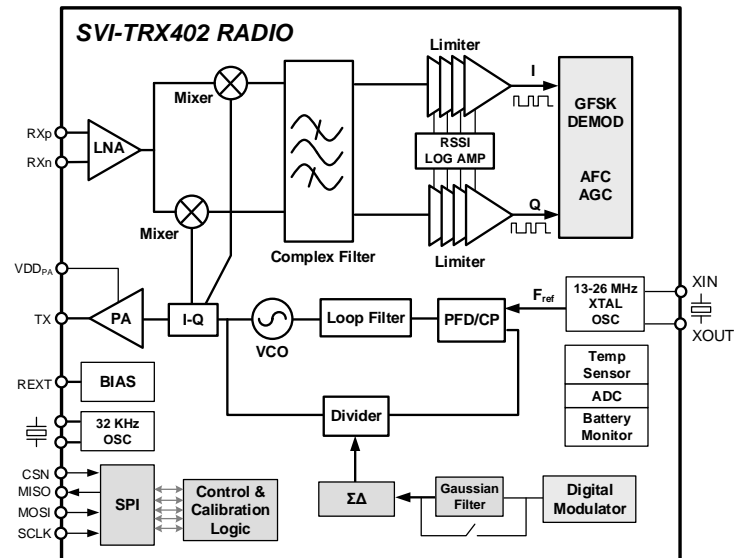 SVI-TRX402 RADIO
Limiter
I
Mixer
GFSK
DEMOD
AFC
AGC
RXp
RXn
LNA
RSSI
LOG AMP
Q
Mixer
Complex Filter
Limiter
VDDPA
TX
PA
I-Q
VCO
Loop Filter
PFD/CP
Fref
13-26 MHz
XTAL
OSC
XIN
XOUT
REXT
BIAS
Temp
Sensor
ADC
Battery
Monitor
Divider
32 KHz
OSC
CSN
MISO
MOSI
SCLK
SPI
Control &
Calibration
Logic
ΣΔ
Gaussian
Filter
Digital
Modulator